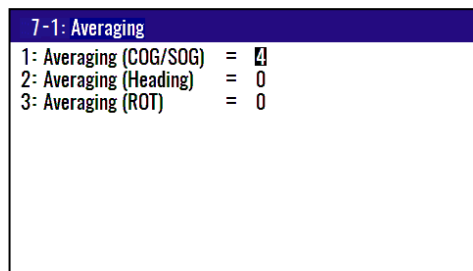 7-1: Averaging
1: Averaging (COG/SOG) = 4
2: Averaging (Heading) = 0
3: Averaging (ROT) = 0